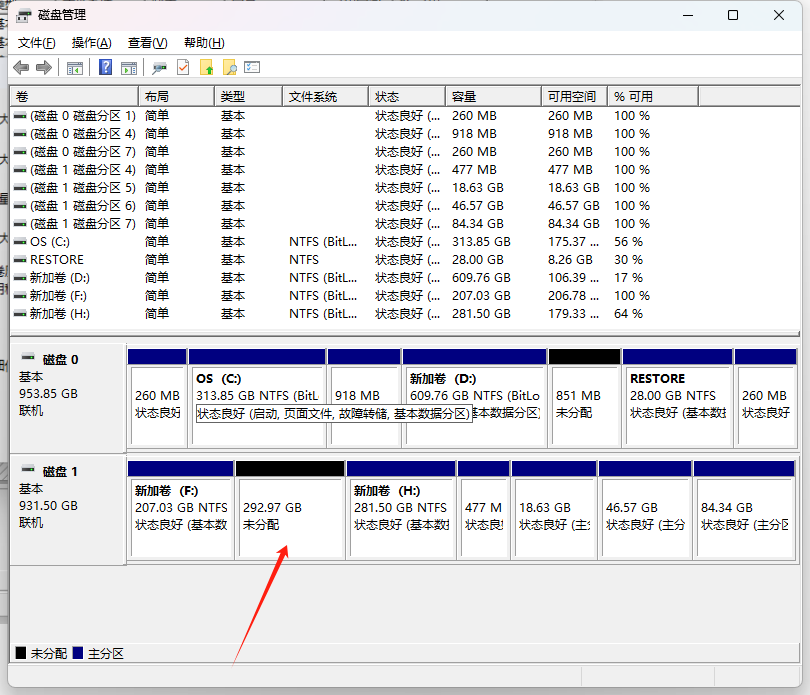 磁盘管理
文件(F) 操作(A) 查看(V) 帮助(H)
卷 布局 类型 文件系统 状态 容量 可用空间 % 可用
(磁盘 0 磁盘分区 1) 简单 基本 状态良好 (... 260 MB 260 MB 100 %
(磁盘 0 磁盘分区 4) 简单 基本 状态良好 (... 918 MB 918 MB 100 %
(磁盘 0 磁盘分区 7) 简单 基本 状态良好 (... 260 MB 260 MB 100 %
(磁盘 1 磁盘分区 4) 简单 基本 状态良好 (... 477 MB 477 MB 100 %
(磁盘 1 磁盘分区 5) 简单 基本 状态良好 (... 18.63 GB 18.63 GB 100 %
(磁盘 1 磁盘分区 6) 简单 基本 状态良好 (... 46.57 GB 46.57 GB 100 %
(磁盘 1 磁盘分区 7) 简单 基本 状态良好 (... 84.34 GB 84.34 GB 100 %
OS (C:) 简单 基本 NTFS (BitL... 状态良好 (... 313.85 GB 175.37 ... 56 %
RESTORE 简单 基本 NTFS 状态良好 (... 28.00 GB 8.26 GB 30 %
新加卷 (D:) 简单 基本 NTFS (BitL... 状态良好 (... 609.76 GB 106.39 ... 17 %
新加卷 (F:) 简单 基本 NTFS (BitL... 状态良好 (... 207.03 GB 206.78 ... 100 %
新加卷 (H:) 简单 基本 NTFS (BitL... 状态良好 (... 281.50 GB 179.33 ... 64 %
磁盘 0
基本
953.85 GB
联机
260 MB
状态良好
OS (C:)
313.85 GB NTFS (BitL
状态良好 (启动, 页面文件, 故障转储, 基本数据分区)
918 MB
新加卷 (D:)
609.76 GB NTFS (BitLo
基本数据分区)
851 MB
未分配
RESTORE
28.00 GB NTFS
状态良好 (基本数
260 MB
状态良好
磁盘 1
基本
931.50 GB
联机
新加卷 (F:)
207.03 GB NTFS
状态良好 (基本数
292.97 GB
未分配
新加卷 (H:)
281.50 GB NTFS
状态良好 (基本数
477 M
状态良
18.63 GB
状态良好 (主
46.57 GB
状态良好 (主分
84.34 GB
状态良好 (主分区
未分配 主分区